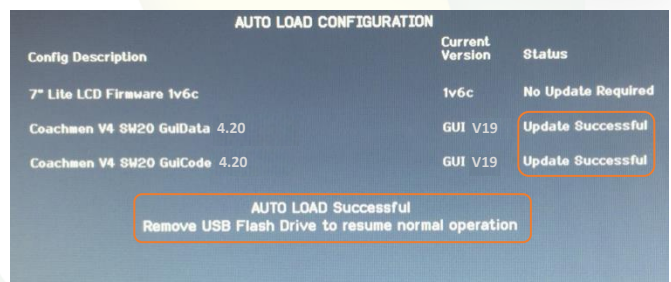 AUTO LOAD CONFIGURATION
Config Description Current Version Status
7" Lite LCD Firmware 1v6c 1v6c No Update Required
Coachmen V4 SW20 GuiData 4.20 GUI V19 Update Successful
Coachmen V4 SW20 GuiCode 4.20 GUI V19 Update Successful
AUTO LOAD Successful
Remove USB Flash Drive to resume normal operation